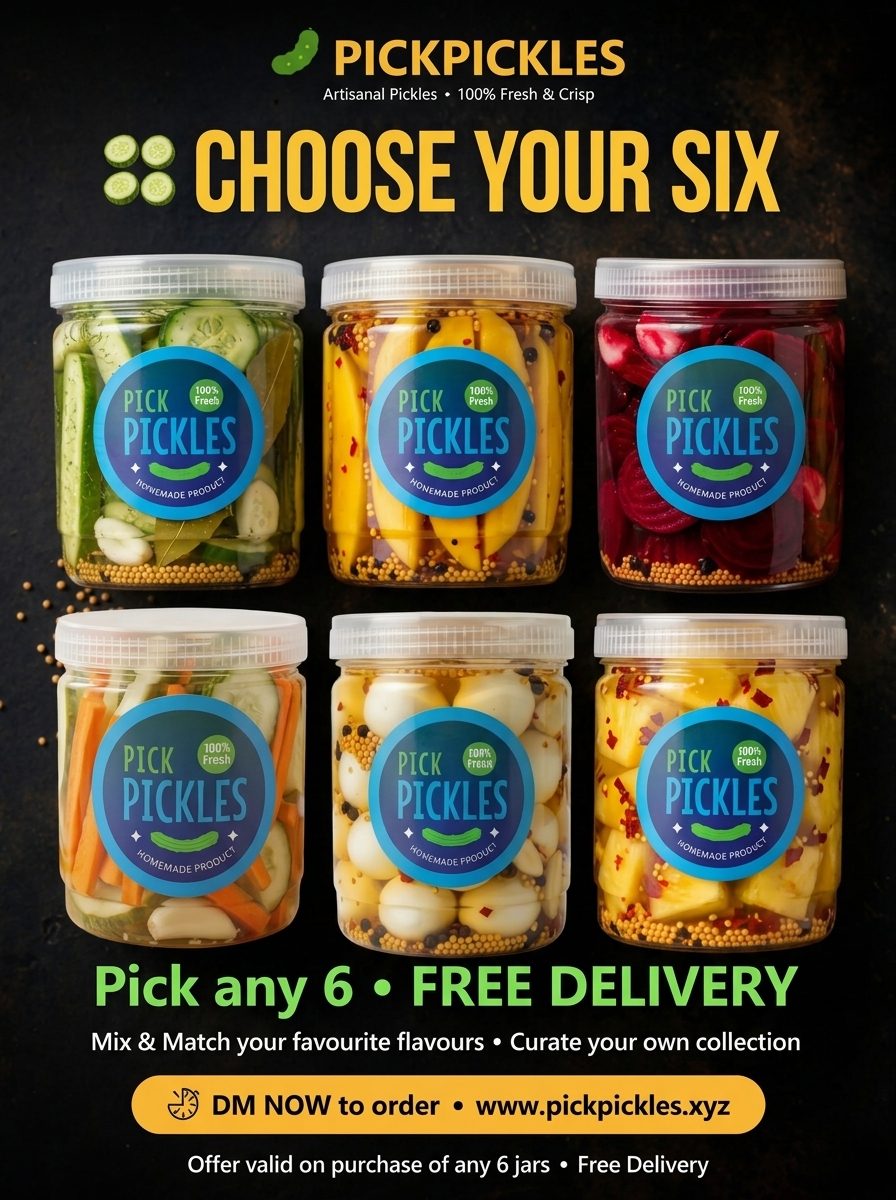 PICKPICKLES
Artisanal Pickles • 100% Fresh & Crisp
CHOOSE YOUR SIX
100%
Fresh
PICK
PICKLES
HOMEMADE PRODUCT
100%
Fresh
PICK
PICKLES
HOMEMADE PRODUCT
100%
Fresh
PICK
PICKLES
HOMEMADE PRODUCT
100%
Fresh
PICK
PICKLES
HOMEMADE PRODUCT
PICK
PICKLES
HOMEMADE PRODUCT
Fresh
PICK
PICKLES
HOMEMADE PRODUCT
Pick any 6 • FREE DELIVERY
Mix & Match your favourite flavours • Curate your own collection
DM NOW to order • www.pickpickles.xyz
Offer valid on purchase of any 6 jars • Free Delivery